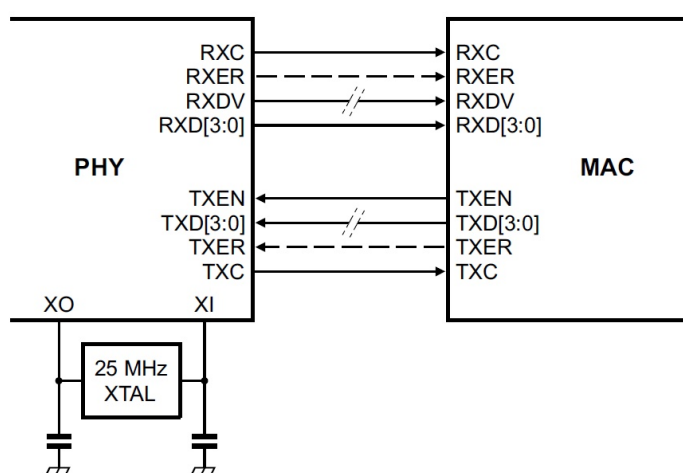 RXC RXC
RXER RXER
RXDV RXDV
RXD[3:0] RXD[3:0]
PHY MAC
TXEN TXEN
TXD[3:0] TXD[3:0]
TXER TXER
TXC TXC
XO XI
25 MHz
XTAL